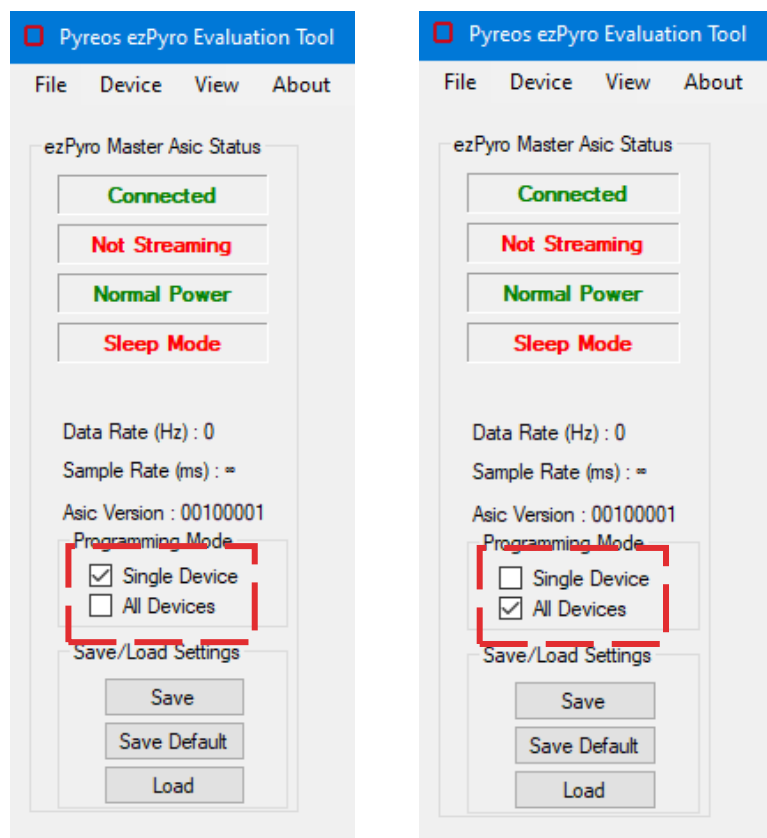 Pyreos ezPyro Evaluation Tool
File Device View About
ezPyro Master Asic Status
Connected
Not Streaming
Normal Power
Sleep Mode
Data Rate (Hz) : 0
Sample Rate (ms) : ∞
Asic Version : 00100001
Programming Mode
Single Device
All Devices
Save/Load Settings
Save
Save Default
Load
Pyreos ezPyro Evaluation Tool
File Device View About
ezPyro Master Asic Status
Connected
Not Streaming
Normal Power
Sleep Mode
Data Rate (Hz) : 0
Sample Rate (ms) : ∞
Asic Version : 00100001
Programming Mode
Single Device
All Devices
Save/Load Settings
Save
Save Default
Load